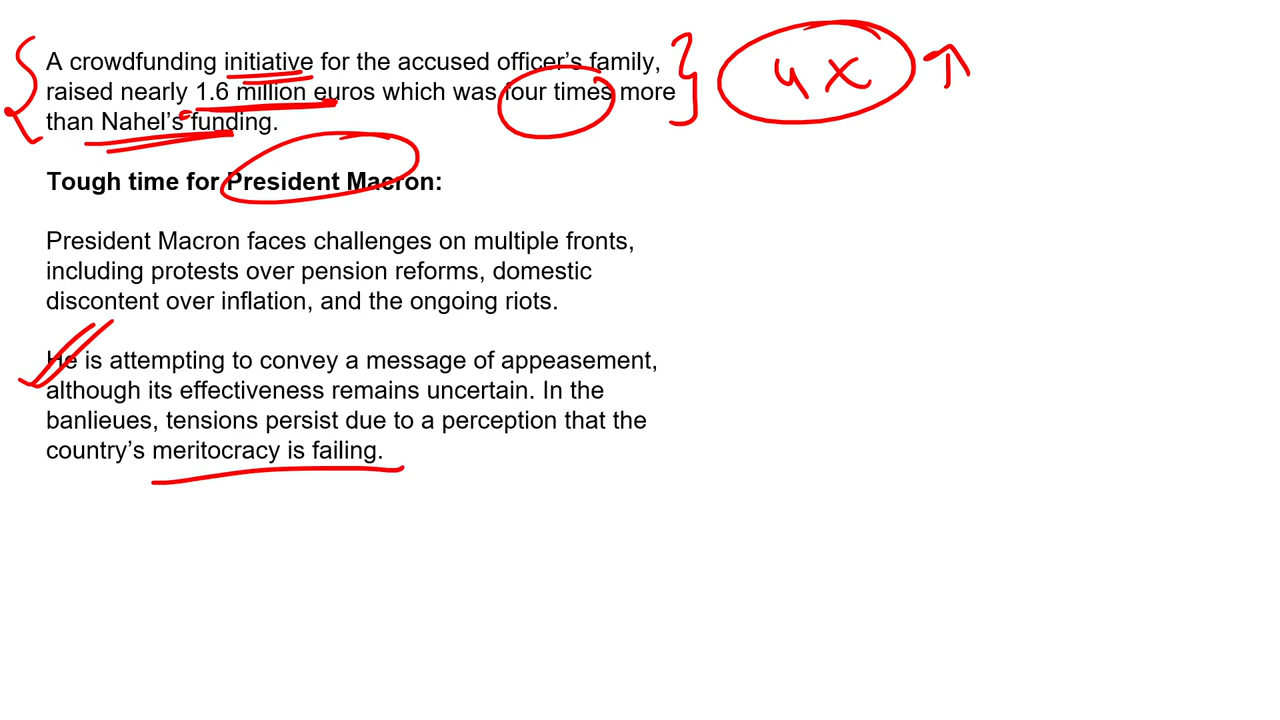 A crowdfunding initiative for the accused officer's family,
raised nearly 1.6 million euros which was four times more
than Nahel's funding.
4x ↑
Tough time for President Macron:
President Macron faces challenges on multiple fronts,
including protests over pension reforms, domestic
discontent over inflation, and the ongoing riots.
He is attempting to convey a message of appeasement,
although its effectiveness remains uncertain. In the
banlieues, tensions persist due to a perception that the
country's meritocracy is failing.